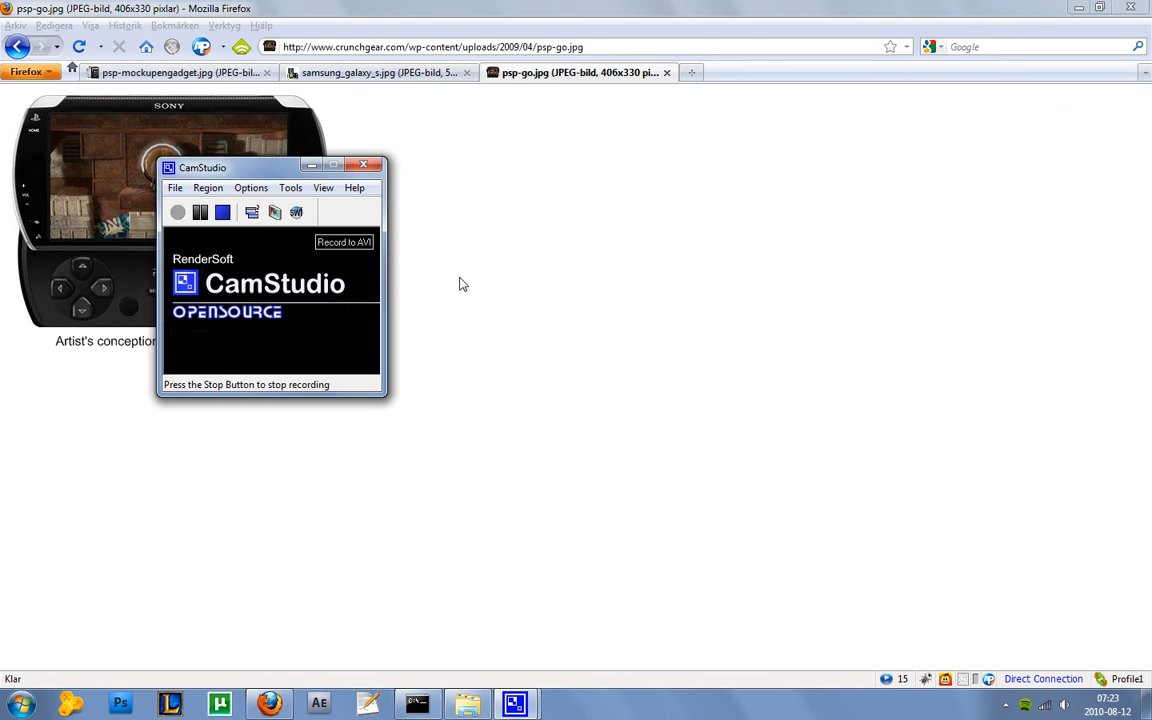 psp-go.jpg (JPEG-bild, 406x330 pixlar) - Mozilla Firefox
Arkiv Redigera Visa Historik Bokmärken Verktyg Hjälp
http://www.crunchgear.com/wp-content/uploads/2009/04/psp-go.jpg
Google
Firefox
psp-mockupengadget.jpg (JPEG-bil...
samsung_galaxy_s.jpg (JPEG-bild, 5...
psp-go.jpg (JPEG-bild, 406x330 pi...
SONY
HOME
VOL
CamStudio
File Region Options Tools View Help
Record to AVI
RenderSoft
CamStudio
OPENSOURCE
Artist's conception
Press the Stop Button to stop recording
Klar
15
Direct Connection
Profile1
Ps
L
µ
AE
C:\_
07:23
2010-08-12